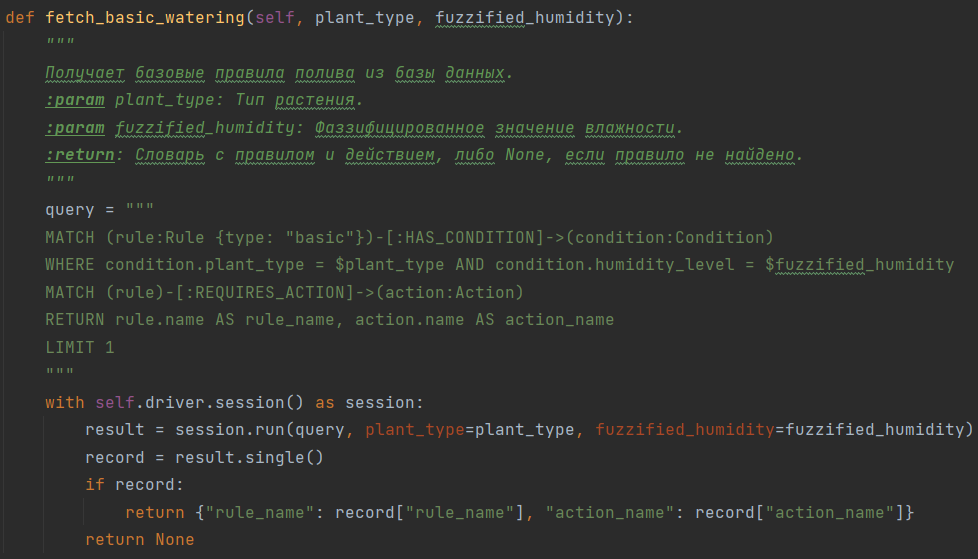 def fetch_basic_watering(self, plant_type, fuzzified_humidity):
    """
    Получает базовые правила полива из базы данных.
    :param plant_type: Тип растения.
    :param fuzzified_humidity: Фаззифицированное значение влажности.
    :return: Словарь с правилом и действием, либо None, если правило не найдено.
    """
    query = """
    MATCH (rule:Rule {type: "basic"})-[:HAS_CONDITION]->(condition:Condition)
    WHERE condition.plant_type = $plant_type AND condition.humidity_level = $fuzzified_humidity
    MATCH (rule)-[:REQUIRES_ACTION]->(action:Action)
    RETURN rule.name AS rule_name, action.name AS action_name
    LIMIT 1
    """
    with self.driver.session() as session:
        result = session.run(query, plant_type=plant_type, fuzzified_humidity=fuzzified_humidity)
        record = result.single()
        if record:
            return {"rule_name": record["rule_name"], "action_name": record["action_name"]}
        return None